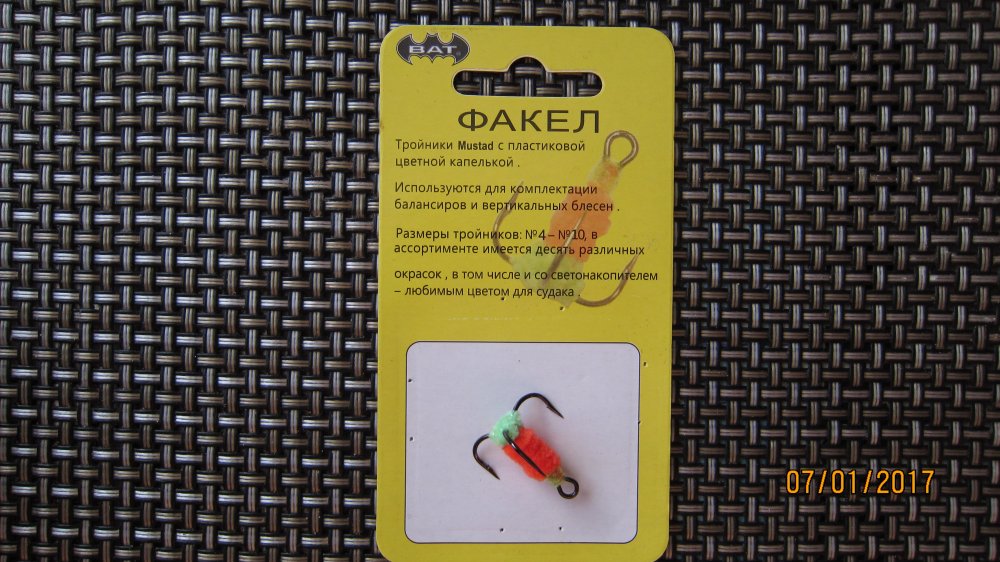 BAT
ФАКЕЛ
Тройники Mustad с пластиковой
цветной капелькой .
Используются для комплектации
балансиров и вертикальных блесен .
Размеры тройников: №4 – №10, в
ассортименте имеется десять различных
окрасок , в том числе и со светонакопителем
– любимым цветом для судака .
07/01/2017